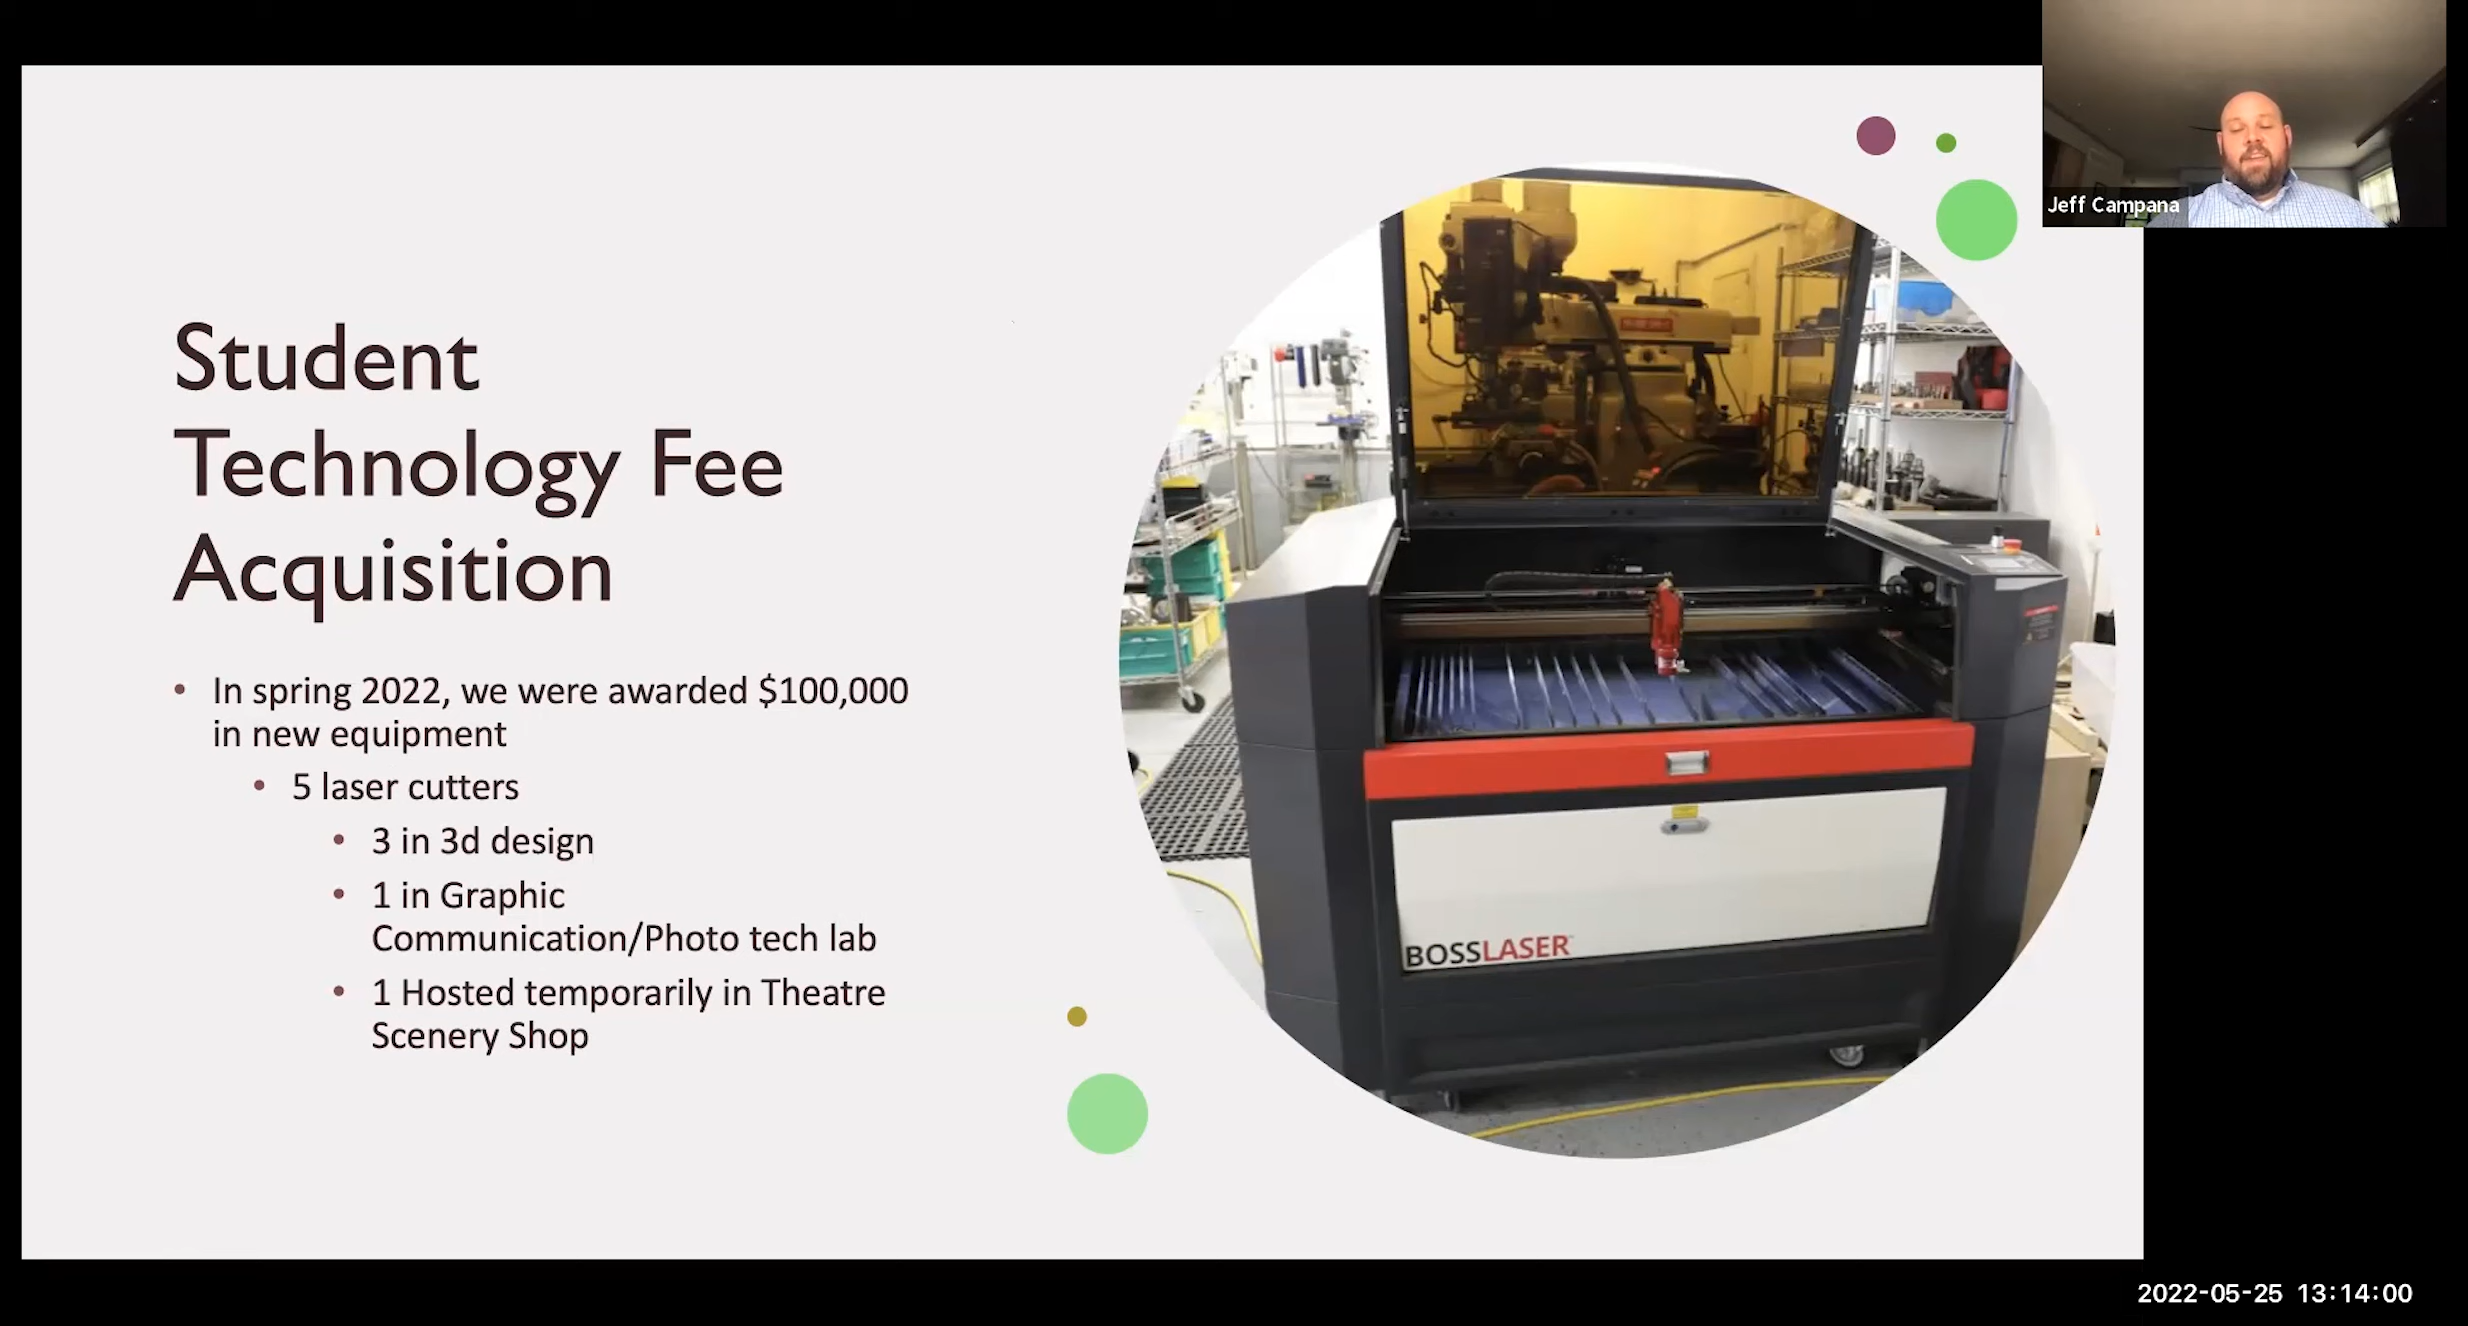 Jeff Campana
Student
Technology Fee
Acquisition
• In spring 2022, we were awarded $100,000
in new equipment
• 5 laser cutters
• 3 in 3d design
• 1 in Graphic
Communication/Photo tech lab
• 1 Hosted temporarily in Theatre
Scenery Shop
BOSSLASER
2022-05-25 13:14:00